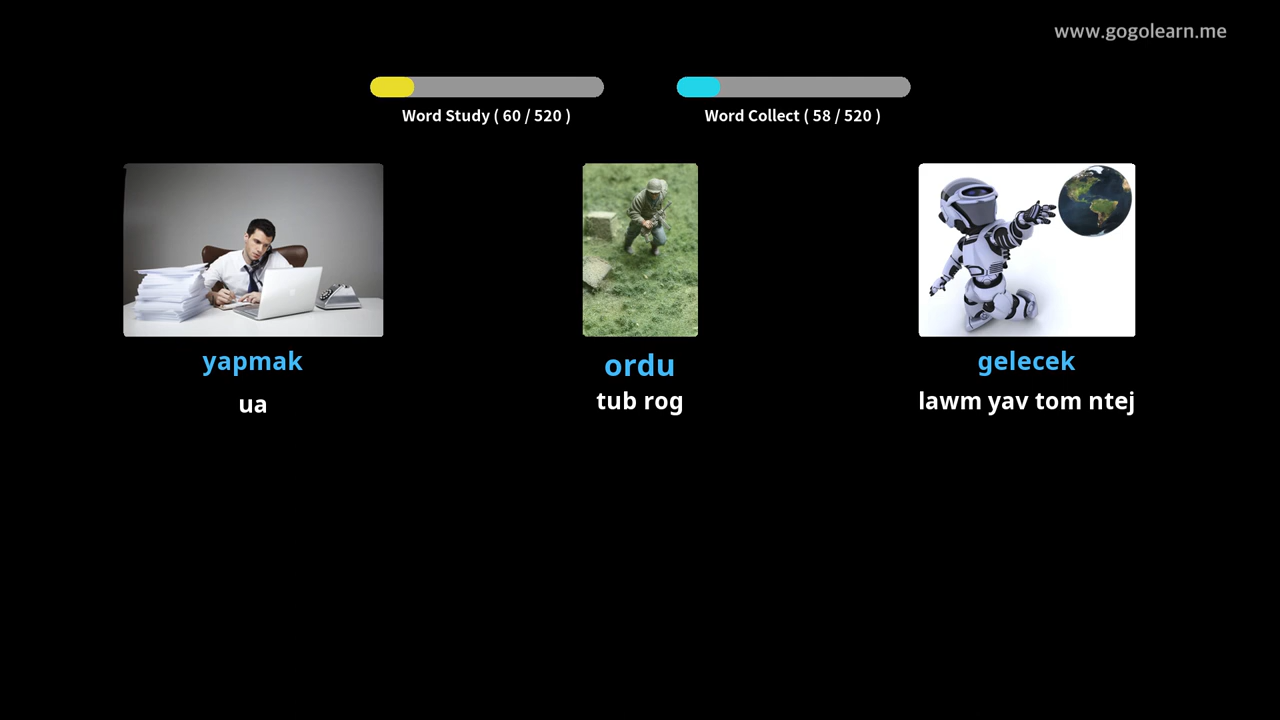 www.gogolearn.me
Word Study ( 60 / 520 )
Word Collect ( 58 / 520 )
yapmak
ua
ordu
tub rog
gelecek
lawm yav tom ntej